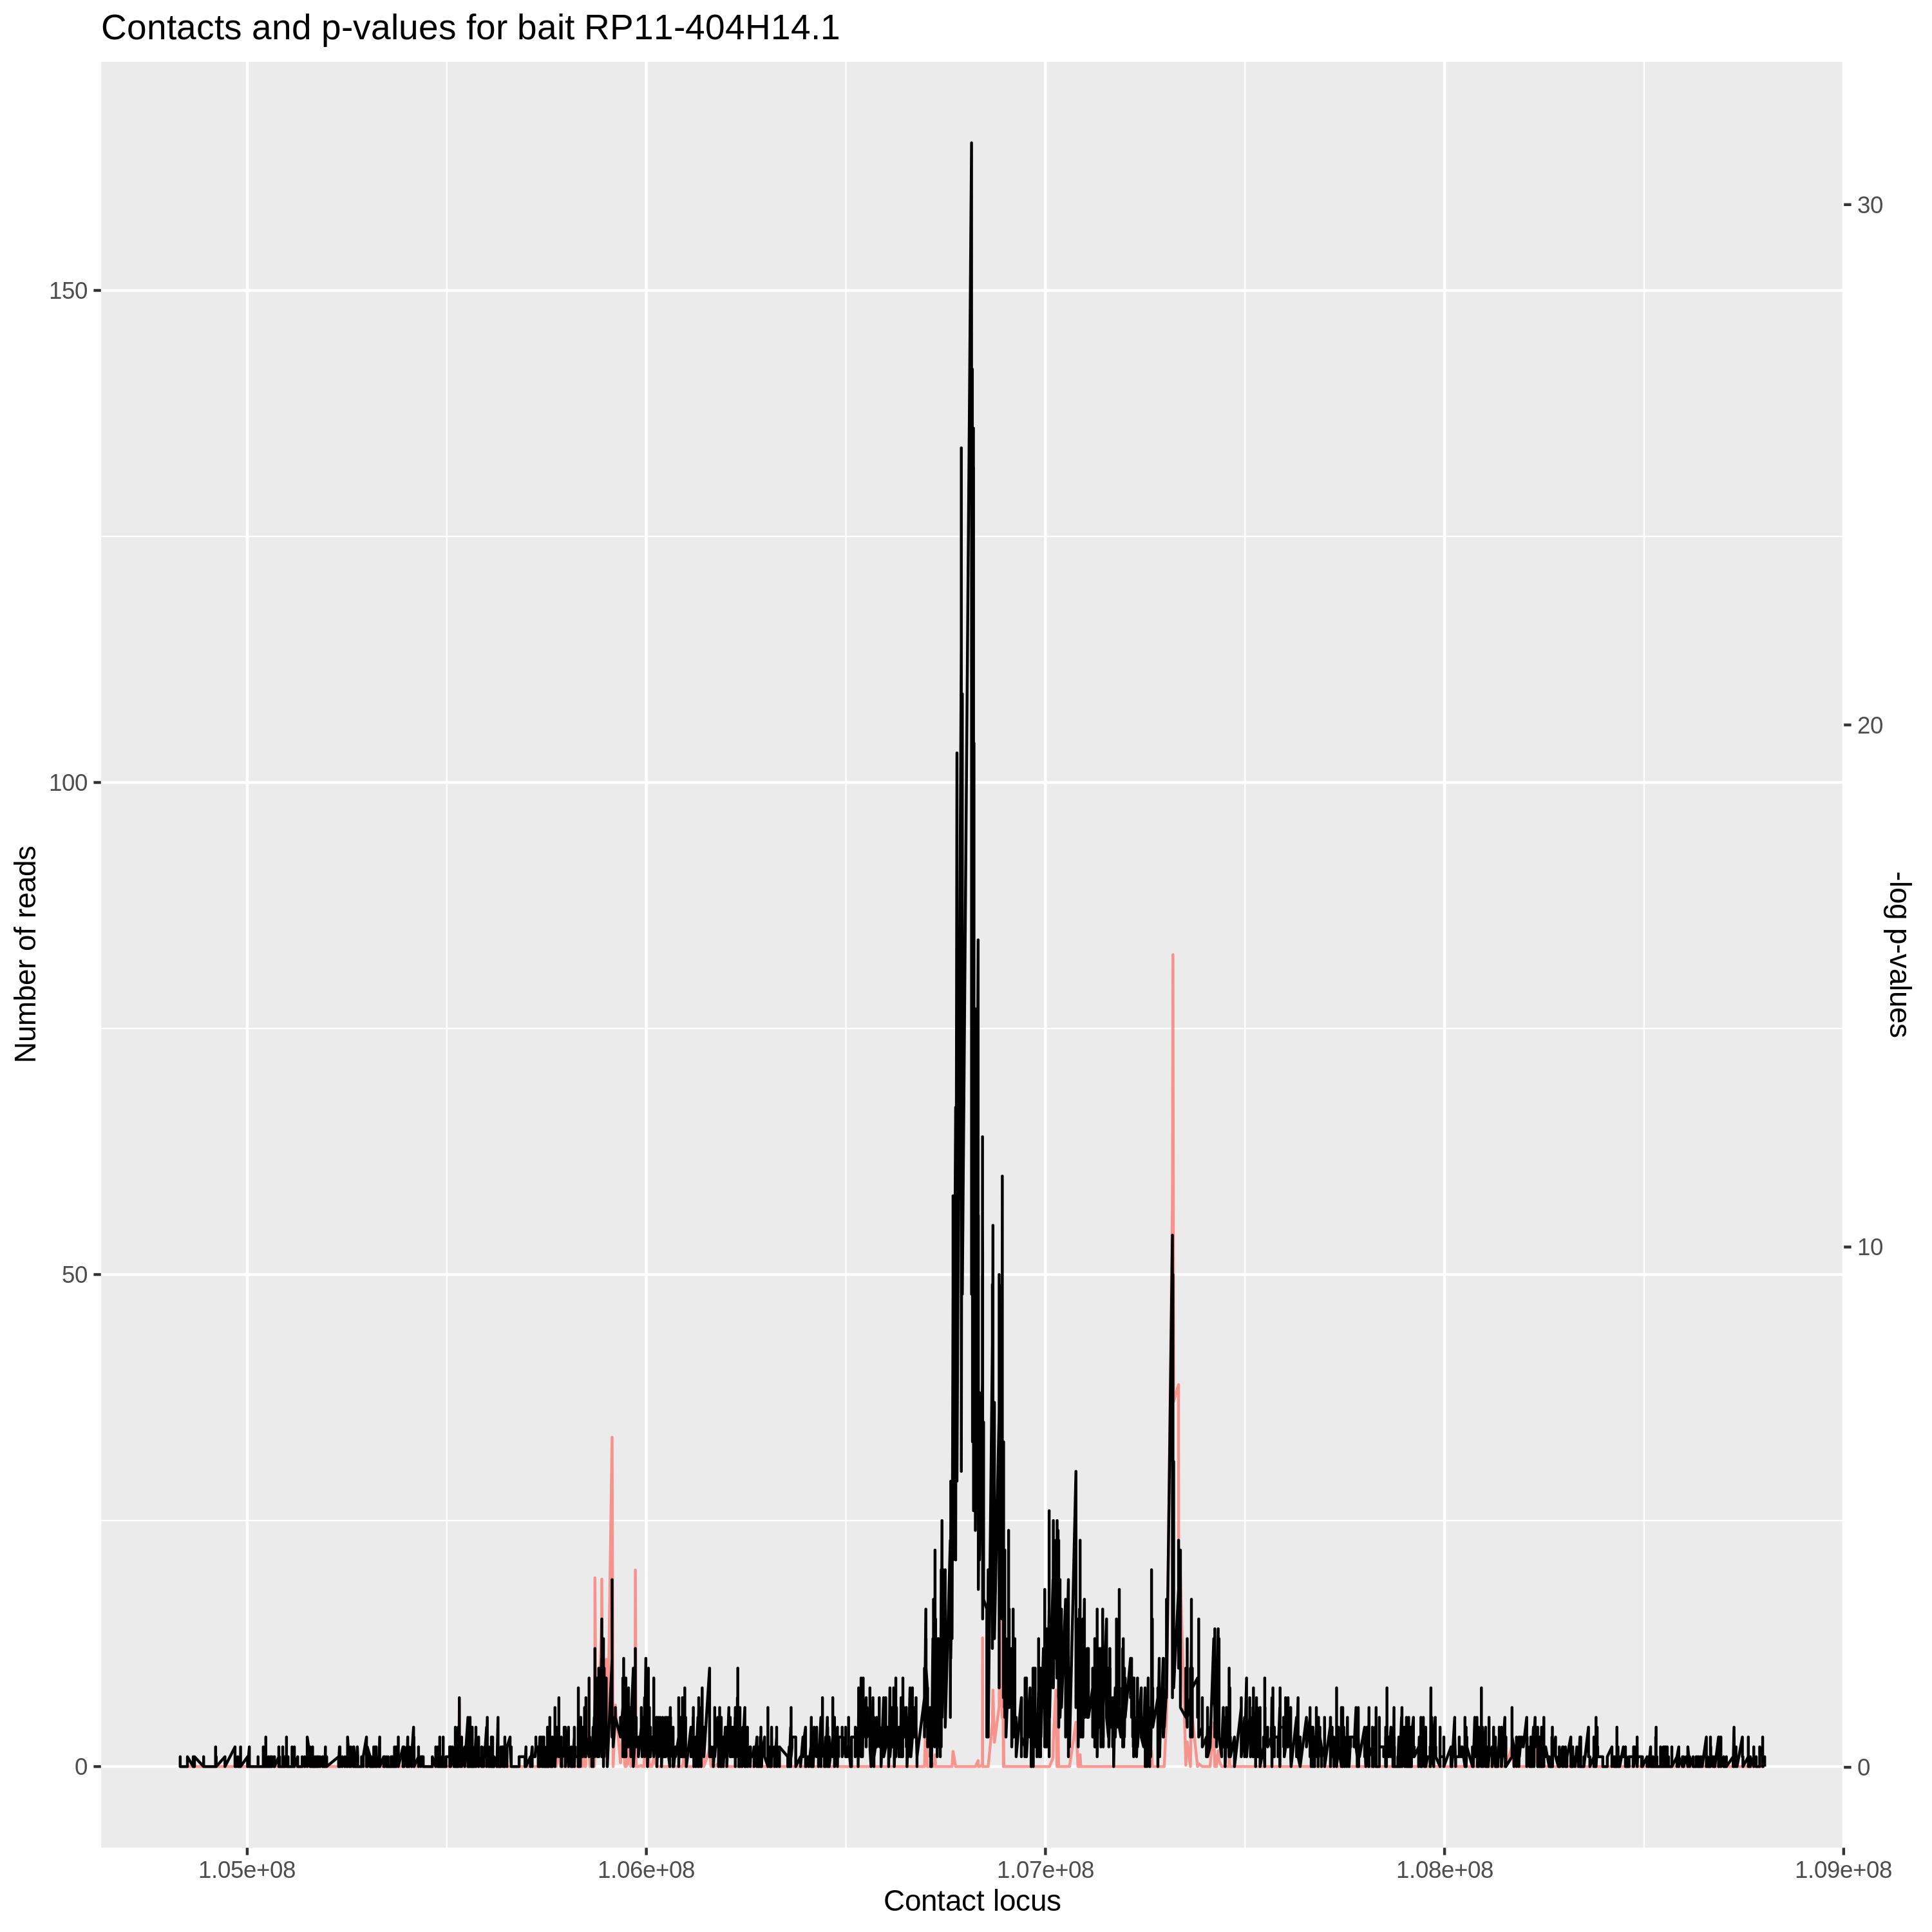 Contacts and p-values for bait RP11-404H14.1
150
100
50
0
Number of reads
30
20
10
0
-log p-values
1.05e+08
1.06e+08
1.07e+08
1.08e+08
1.09e+08
Contact locus